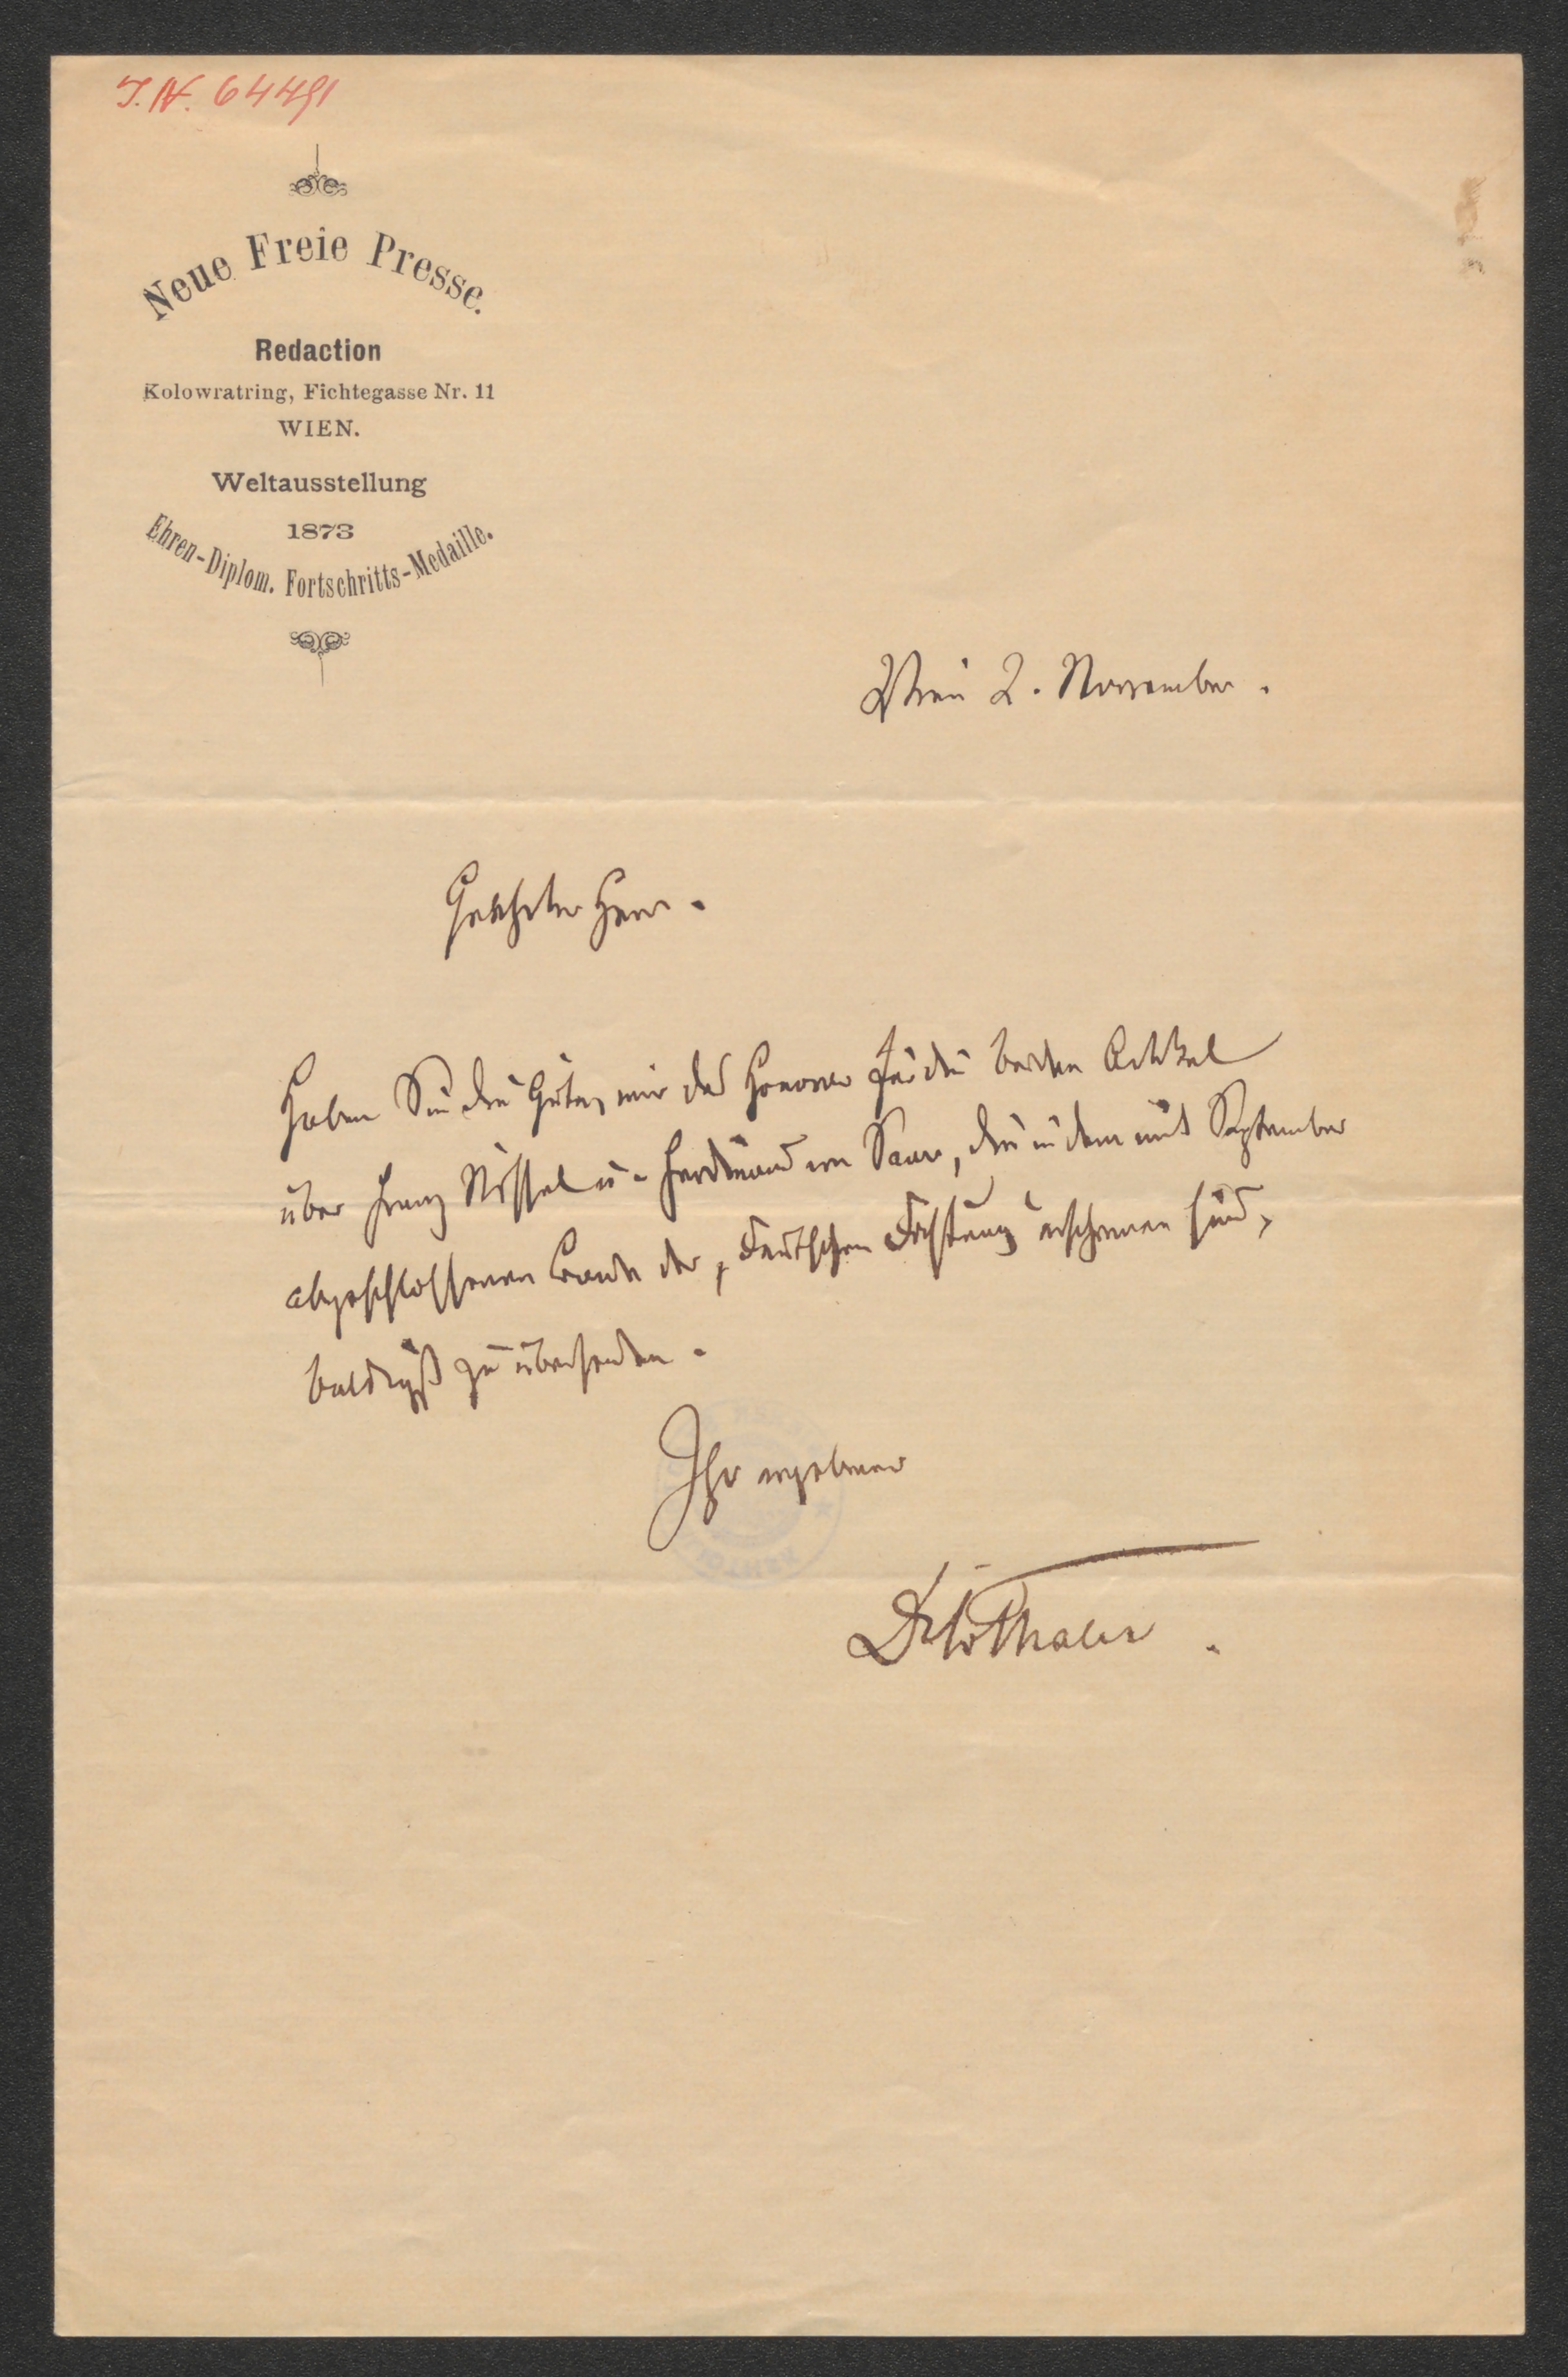 I.N. 64491
Neue Freie Presse.
Redaction
Kolowratring, Fichtegasse Nr. 11
WIEN.
Weltausstellung
1873
Ehren-Diplom. Fortschritts-Medaille.
Wien 2. November.
Geehrter Herr.
Haben Sie die Güte, mir das Honorar für die beiden Artikel
über Franz Nissel u. Ferdinand von Saar, die in dem mit September
abgeschlossenen Bande der „Deutschen Dichtung" erschienen sind,
baldigst zu übersenden.
Ihr ergebener